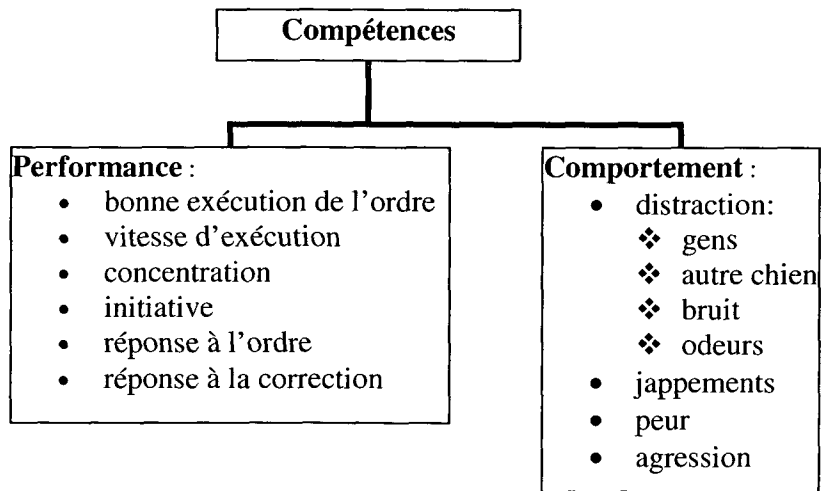 Compétences
Performance :
• bonne exécution de l'ordre
• vitesse d'exécution
• concentration
• initiative
• réponse à l'ordre
• réponse à la correction
Comportement :
• distraction:
❖ gens
❖ autre chien
❖ bruit
❖ odeurs
• jappements
• peur
• agression